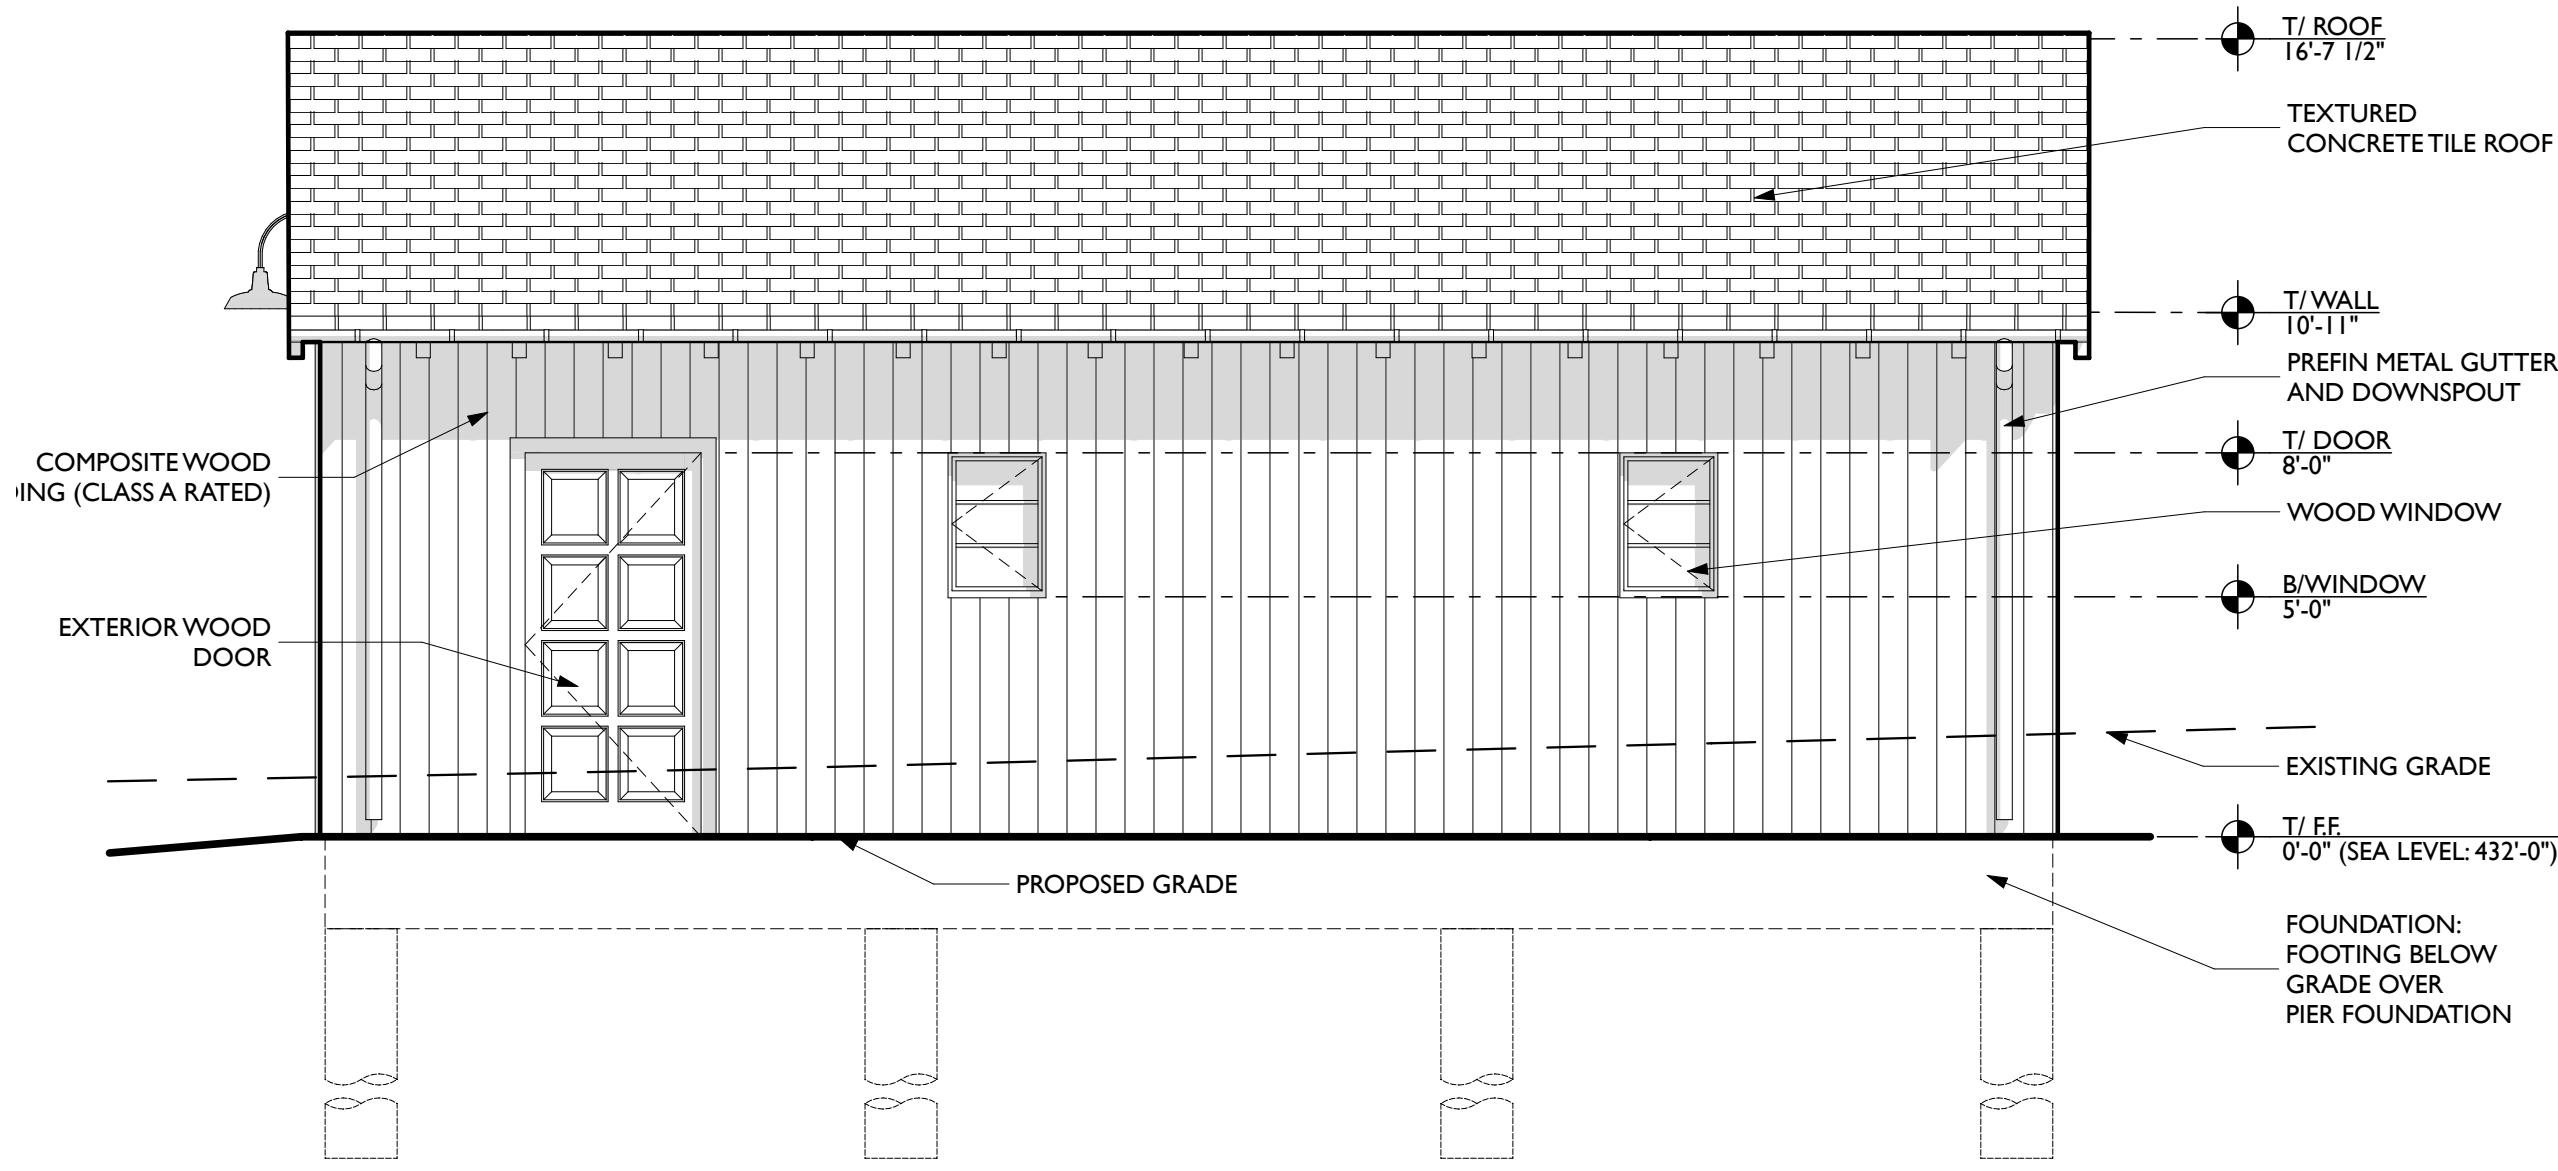 T/ ROOF
16'-7 1/2"
TEXTURED
CONCRETE TILE ROOF
T/ WALL
10'-11"
PREFIN METAL GUTTER
AND DOWNSPOUT
T/ DOOR
8'-0"
COMPOSITE WOOD
ING (CLASS A RATED)
WOOD WINDOW
B/WINDOW
5'-0"
EXTERIOR WOOD
DOOR
EXISTING GRADE
T/ F.F.
0'-0" (SEA LEVEL: 432'-0")
PROPOSED GRADE
FOUNDATION:
FOOTING BELOW
GRADE OVER
PIER FOUNDATION